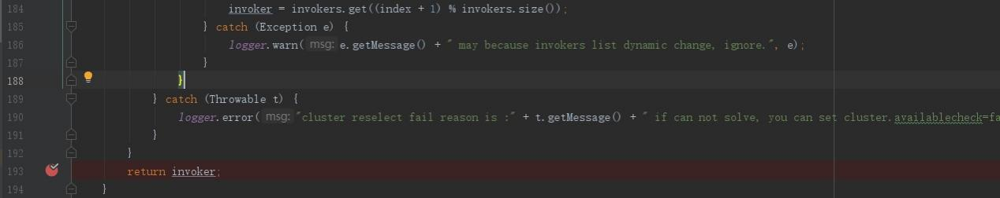 184 invoker = invokers.get((index + 1) % invokers.size());
185 } catch (Exception e) {
186 logger.warn( msg: e.getMessage() + " may because invokers list dynamic change, ignore.", e);
187 }
188 }
189 } catch (Throwable t) {
190 logger.error( msg: "cluster reselect fail reason is :" + t.getMessage() + " if can not solve, you can set cluster.availablecheck=fa
191 }
192 }
193 return invoker;
194 }